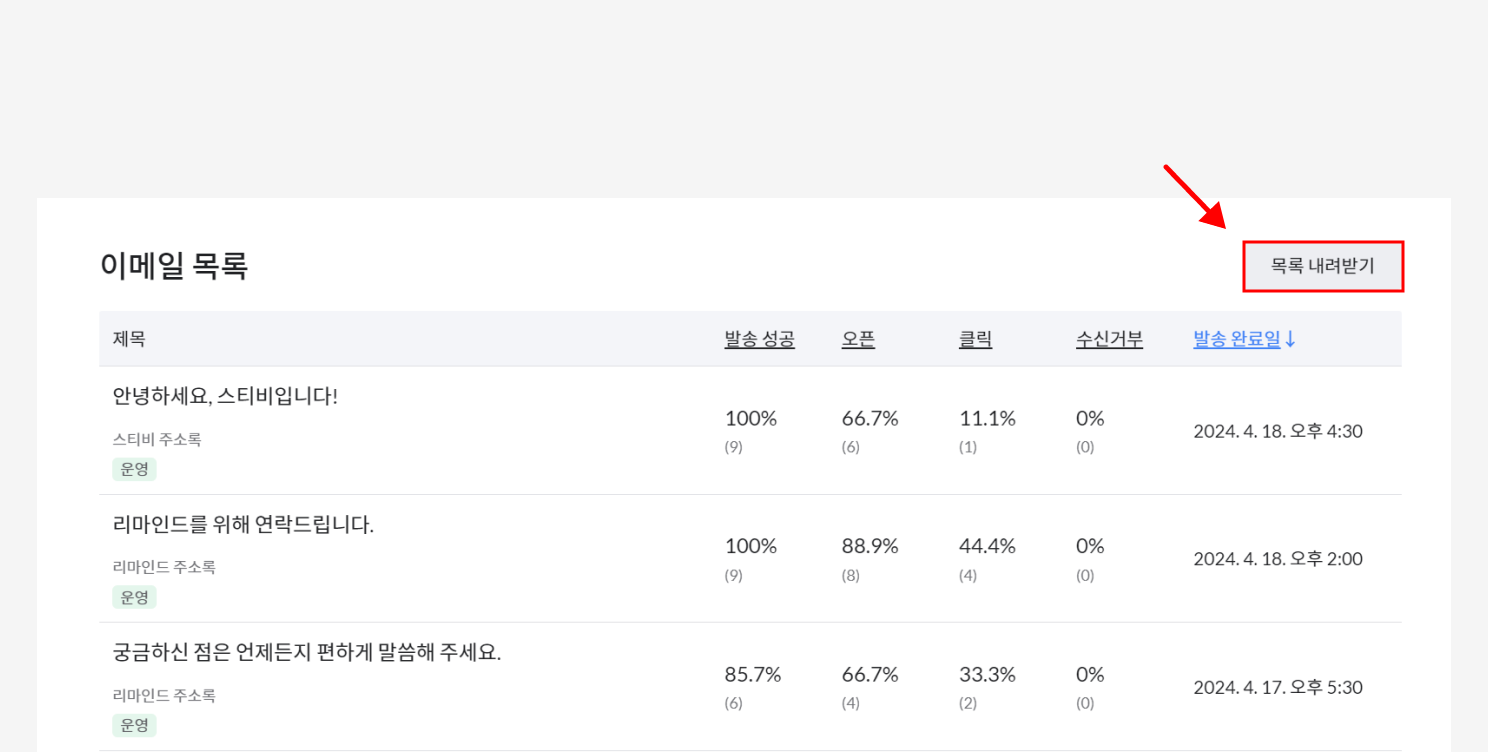 이메일 목록
목록 내려받기
제목 발송 성공 오픈 클릭 수신거부 발송 완료일↓
안녕하세요, 스티비입니다!
스티비 주소록
운영
100% 66.7% 11.1% 0%
(9) (6) (1) (0)
2024. 4. 18. 오후 4:30
리마인드를 위해 연락드립니다.
리마인드 주소록
운영
100% 88.9% 44.4% 0%
(9) (8) (4) (0)
2024. 4. 18. 오후 2:00
궁금하신 점은 언제든지 편하게 말씀해 주세요.
리마인드 주소록
운영
85.7% 66.7% 33.3% 0%
(6) (4) (2) (0)
2024. 4. 17. 오후 5:30